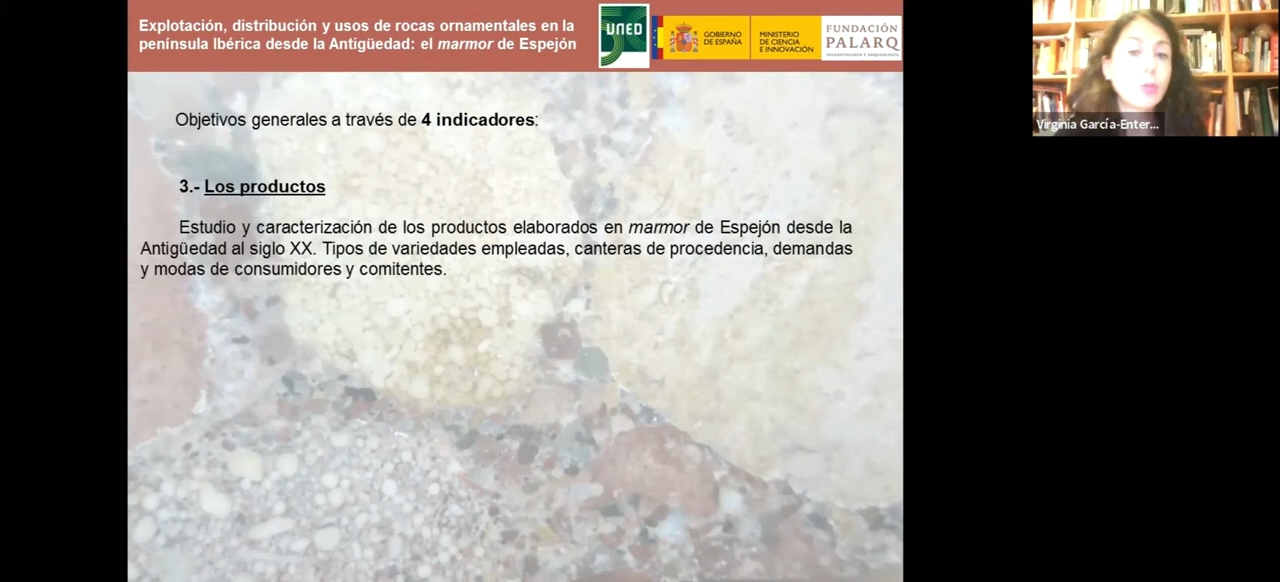 Explotación, distribución y usos de rocas ornamentales en la
península Ibérica desde la Antigüedad: el marmor de Espejón
UNED
GOBIERNO
DE ESPAÑA
MINISTERIO
DE CIENCIA
E INNOVACIÓN
FUNDACIÓN
PALARQ
Objetivos generales a través de 4 indicadores:
3.- Los productos
Estudio y caracterización de los productos elaborados en marmor de Espejón desde la
Antigüedad al siglo XX. Tipos de variedades empleadas, canteras de procedencia, demandas
y modas de consumidores y comitentes.
Virginia García-Enter...